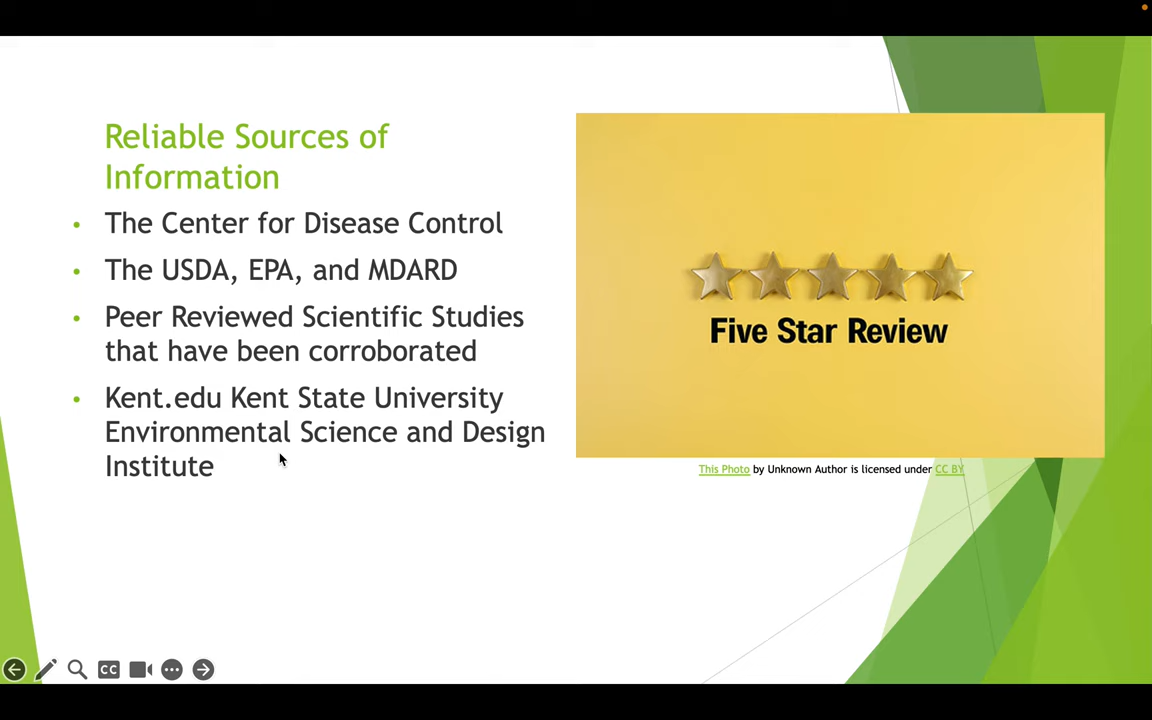 Reliable Sources of
Information
• The Center for Disease Control
• The USDA, EPA, and MDARD
• Peer Reviewed Scientific Studies
that have been corroborated
• Kent.edu Kent State University
Environmental Science and Design
Institute
Five Star Review
This Photo by Unknown Author is licensed under CC BY
CC